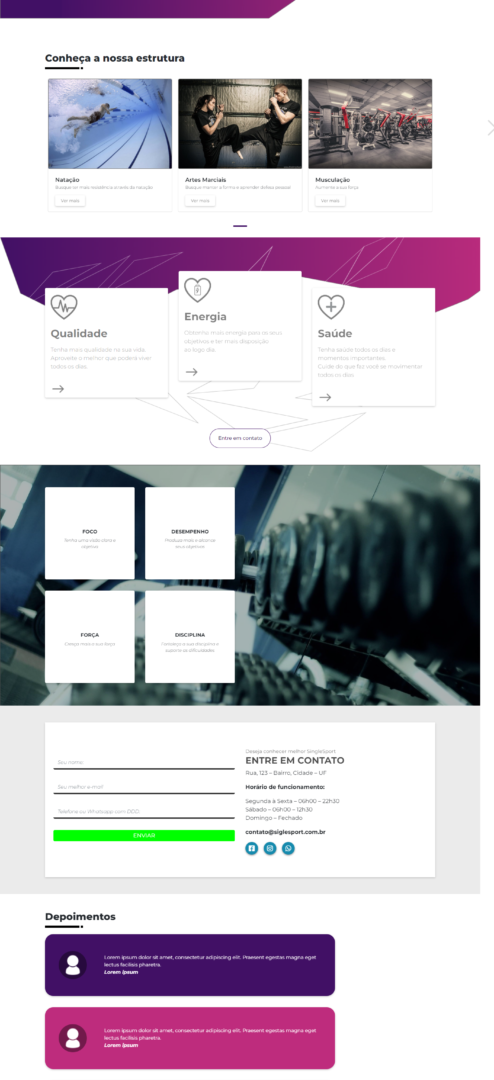 Conheça a nossa estrutura
Natação
Busque ter mais resistência através da natação
Ver mais
Artes Marciais
Busque manter a forma e aprender defesa pessoal
Ver mais
Musculação
Aumente a sua força
Ver mais
Qualidade
Tenha mais qualidade na sua vida.
Aproveite o melhor que poderá viver
todos os dias.
Energia
Obtenha mais energia para os seus
objetivos e ter mais disposição
ao logo dia.
Saúde
Tenha saúde todos os dias e
momentos importantes.
Cuide do que faz você se movimentar
todos os dias
Entre em contato
FOCO
Tenha uma visão clara e
objetivo
DESEMPENHO
Produza mais e alcance
seus objetivos
FORÇA
Busque mais a sua força
DISCIPLINA
Fortaleça a sua disciplina e
supere as dificuldades
Seu nome
Seu melhor e-mail
Telefone ou Whatsapp com DDD
ENVIAR
Deseja conhecer melhor SingleSport
ENTRE EM CONTATO
Rua, 123 – Bairro, Cidade – UF
Horário de funcionamento:
Segunda à Sexta – 06h00 – 22h30
Sábado – 06h00 – 12h30
Domingo – Fechado
contato@siglesport.com.br
Depoimentos
Lorem ipsum dolor sit amet, consectetur adipiscing elit. Praesent egestas magna eget
lectus facilisis pharetra.
Lorem Ipsum
Lorem ipsum dolor sit amet, consectetur adipiscing elit. Praesent egestas magna eget
lectus facilisis pharetra.
Lorem Ipsum